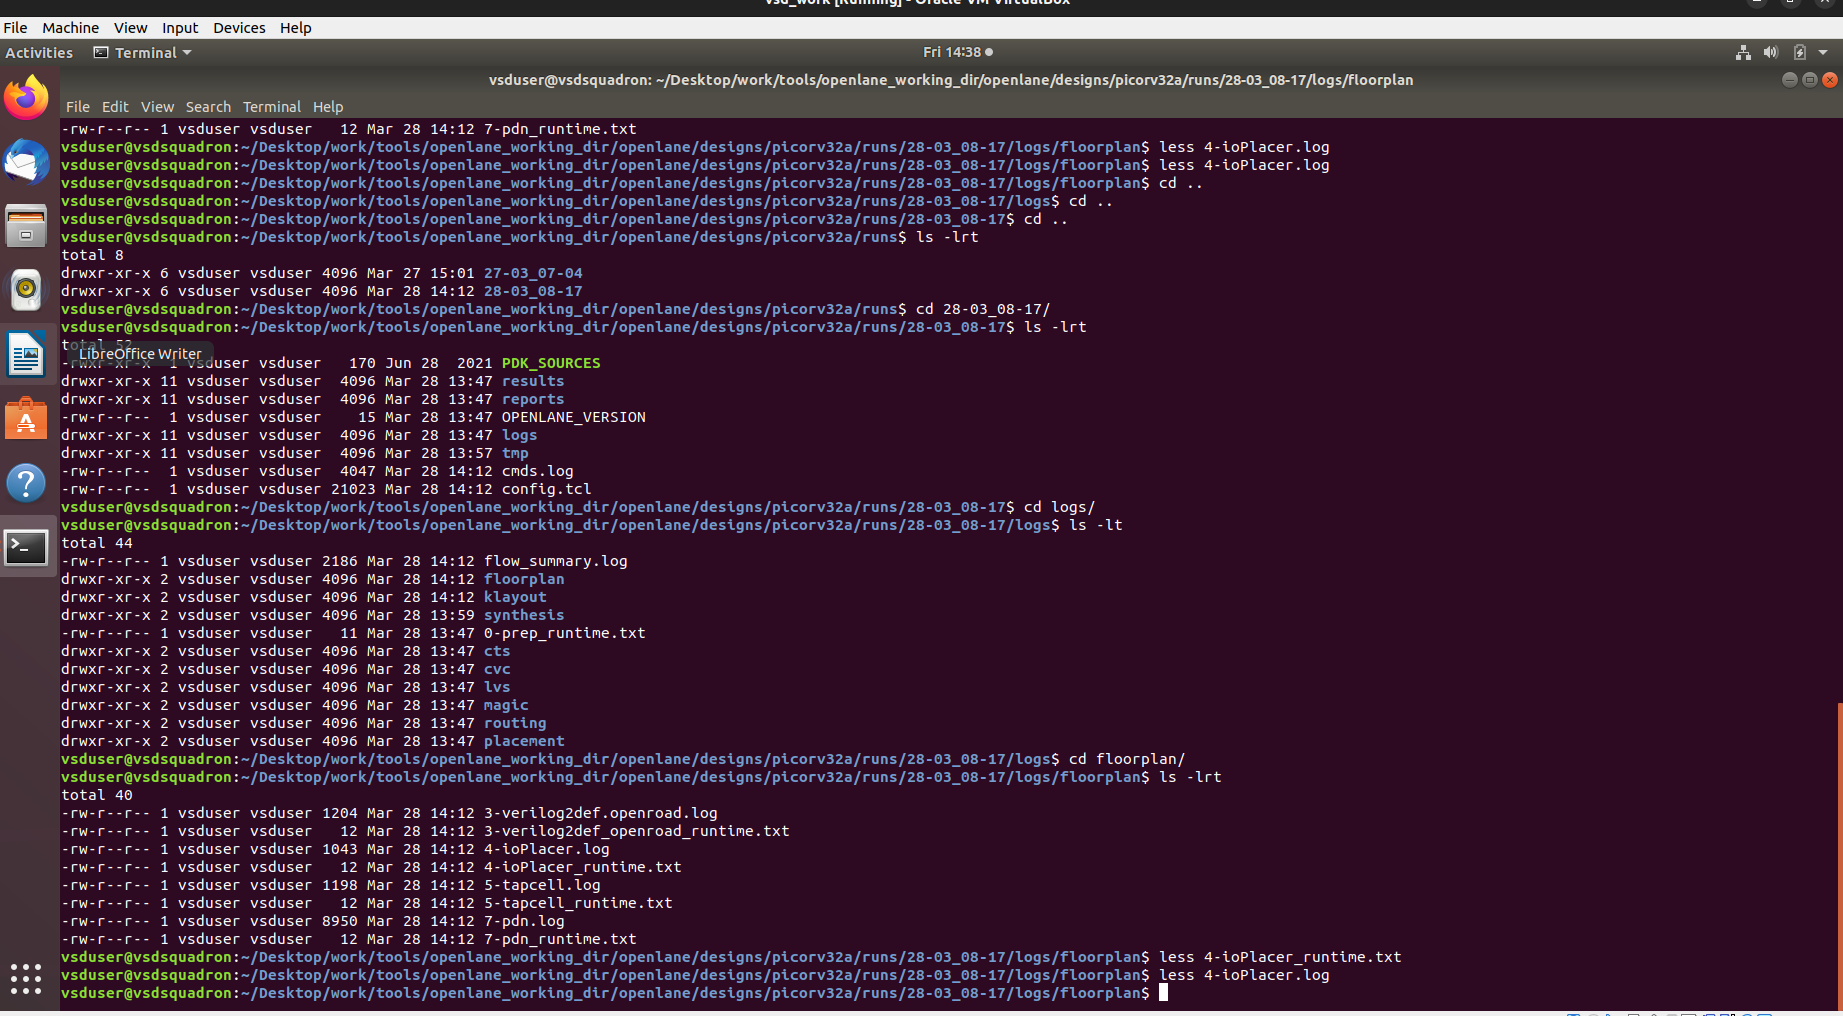 vsd_work [Running] - Oracle VM VirtualBox
File Machine View Input Devices Help
Activities Terminal Fri 14:38
vsduser@vsdsquadron: ~/Desktop/work/tools/openlane_working_dir/openlane/designs/picorv32a/runs/28-03_08-17/logs/floorplan
File Edit View Search Terminal Help
-rw-r--r-- 1 vsduser vsduser   12 Mar 28 14:12 7-pdn_runtime.txt
vsduser@vsdsquadron:~/Desktop/work/tools/openlane_working_dir/openlane/designs/picorv32a/runs/28-03_08-17/logs/floorplan$ less 4-ioPlacer.log
vsduser@vsdsquadron:~/Desktop/work/tools/openlane_working_dir/openlane/designs/picorv32a/runs/28-03_08-17/logs/floorplan$ less 4-ioPlacer.log
vsduser@vsdsquadron:~/Desktop/work/tools/openlane_working_dir/openlane/designs/picorv32a/runs/28-03_08-17/logs/floorplan$ cd ..
vsduser@vsdsquadron:~/Desktop/work/tools/openlane_working_dir/openlane/designs/picorv32a/runs/28-03_08-17/logs$ cd ..
vsduser@vsdsquadron:~/Desktop/work/tools/openlane_working_dir/openlane/designs/picorv32a/runs/28-03_08-17$ cd ..
vsduser@vsdsquadron:~/Desktop/work/tools/openlane_working_dir/openlane/designs/picorv32a/runs$ ls -lrt
total 8
drwxr-xr-x 6 vsduser vsduser 4096 Mar 27 15:01 27-03_07-04
drwxr-xr-x 6 vsduser vsduser 4096 Mar 28 14:12 28-03_08-17
vsduser@vsdsquadron:~/Desktop/work/tools/openlane_working_dir/openlane/designs/picorv32a/runs$ cd 28-03_08-17/
vsduser@vsdsquadron:~/Desktop/work/tools/openlane_working_dir/openlane/designs/picorv32a/runs/28-03_08-17$ ls -lrt
total 52
LibreOffice Writer
-rwxr-xr-x  1 vsduser vsduser   170 Jun 28  2021 PDK_SOURCES
drwxr-xr-x 11 vsduser vsduser  4096 Mar 28 13:47 results
drwxr-xr-x 11 vsduser vsduser  4096 Mar 28 13:47 reports
-rw-r--r--  1 vsduser vsduser    15 Mar 28 13:47 OPENLANE_VERSION
drwxr-xr-x 11 vsduser vsduser  4096 Mar 28 13:47 logs
drwxr-xr-x 11 vsduser vsduser  4096 Mar 28 13:57 tmp
-rw-r--r--  1 vsduser vsduser  4047 Mar 28 14:12 cmds.log
-rw-r--r--  1 vsduser vsduser 21023 Mar 28 14:12 config.tcl
vsduser@vsdsquadron:~/Desktop/work/tools/openlane_working_dir/openlane/designs/picorv32a/runs/28-03_08-17$ cd logs/
vsduser@vsdsquadron:~/Desktop/work/tools/openlane_working_dir/openlane/designs/picorv32a/runs/28-03_08-17/logs$ ls -lt
total 44
-rw-r--r-- 1 vsduser vsduser 2186 Mar 28 14:12 flow_summary.log
drwxr-xr-x 2 vsduser vsduser 4096 Mar 28 14:12 floorplan
drwxr-xr-x 2 vsduser vsduser 4096 Mar 28 14:12 klayout
drwxr-xr-x 2 vsduser vsduser 4096 Mar 28 13:59 synthesis
-rw-r--r-- 1 vsduser vsduser   11 Mar 28 13:47 0-prep_runtime.txt
drwxr-xr-x 2 vsduser vsduser 4096 Mar 28 13:47 cts
drwxr-xr-x 2 vsduser vsduser 4096 Mar 28 13:47 cvc
drwxr-xr-x 2 vsduser vsduser 4096 Mar 28 13:47 lvs
drwxr-xr-x 2 vsduser vsduser 4096 Mar 28 13:47 magic
drwxr-xr-x 2 vsduser vsduser 4096 Mar 28 13:47 routing
drwxr-xr-x 2 vsduser vsduser 4096 Mar 28 13:47 placement
vsduser@vsdsquadron:~/Desktop/work/tools/openlane_working_dir/openlane/designs/picorv32a/runs/28-03_08-17/logs$ cd floorplan/
vsduser@vsdsquadron:~/Desktop/work/tools/openlane_working_dir/openlane/designs/picorv32a/runs/28-03_08-17/logs/floorplan$ ls -lrt
total 40
-rw-r--r-- 1 vsduser vsduser 1204 Mar 28 14:12 3-verilog2def.openroad.log
-rw-r--r-- 1 vsduser vsduser   12 Mar 28 14:12 3-verilog2def_openroad_runtime.txt
-rw-r--r-- 1 vsduser vsduser 1043 Mar 28 14:12 4-ioPlacer.log
-rw-r--r-- 1 vsduser vsduser   12 Mar 28 14:12 4-ioPlacer_runtime.txt
-rw-r--r-- 1 vsduser vsduser 1198 Mar 28 14:12 5-tapcell.log
-rw-r--r-- 1 vsduser vsduser   12 Mar 28 14:12 5-tapcell_runtime.txt
-rw-r--r-- 1 vsduser vsduser 8950 Mar 28 14:12 7-pdn.log
-rw-r--r-- 1 vsduser vsduser   12 Mar 28 14:12 7-pdn_runtime.txt
vsduser@vsdsquadron:~/Desktop/work/tools/openlane_working_dir/openlane/designs/picorv32a/runs/28-03_08-17/logs/floorplan$ less 4-ioPlacer_runtime.txt
vsduser@vsdsquadron:~/Desktop/work/tools/openlane_working_dir/openlane/designs/picorv32a/runs/28-03_08-17/logs/floorplan$ less 4-ioPlacer.log
vsduser@vsdsquadron:~/Desktop/work/tools/openlane_working_dir/openlane/designs/picorv32a/runs/28-03_08-17/logs/floorplan$